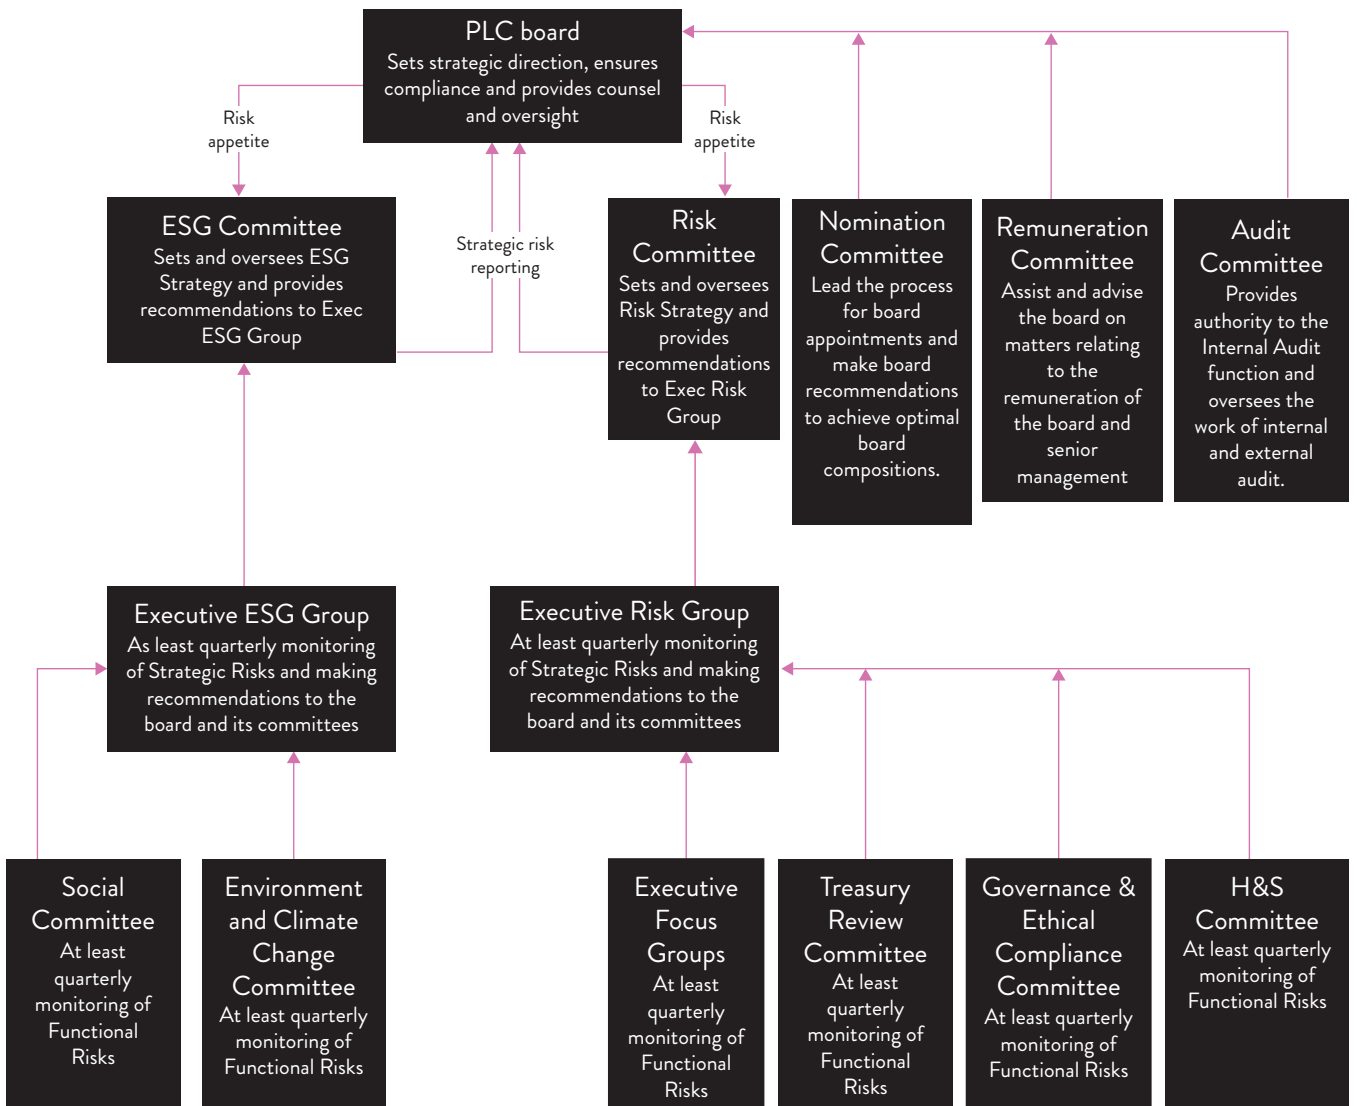 PLC board
Sets strategic direction, ensures
compliance and provides counsel
and oversight
Risk
appetite
Risk
appetite
ESG Committee
Sets and oversees ESG
Strategy and provides
recommendations to Exec
ESG Group
Strategic risk
reporting
Risk
Committee
Sets and oversees
Risk Strategy and
provides
recommendations
to Exec Risk
Group
Nomination
Committee
Lead the process
for board
appointments and
make board
recommendations
to achieve optimal
board
compositions.
Remuneration
Committee
Assist and advise
the board on
matters relating
to the
remuneration of
the board and
senior
management
Audit
Committee
Provides
authority to the
Internal Audit
function and
oversees the
work of internal
and external
audit.
Executive ESG Group
As least quarterly monitoring
of Strategic Risks and making
recommendations to the
board and its committees
Executive Risk Group
At least quarterly monitoring
of Strategic Risks and making
recommendations to the
board and its committees
Social
Committee
At least
quarterly
monitoring of
Functional
Risks
Environment
and Climate
Change
Committee
At least quarterly
monitoring of
Functional Risks
Executive
Focus
Groups
At least
quarterly
monitoring of
Functional
Risks
Treasury
Review
Committee
At least
quarterly
monitoring of
Functional
Risks
Governance &
Ethical
Compliance
Committee
At least quarterly
monitoring of
Functional Risks
H&S
Committee
At least quarterly
monitoring of
Functional Risks